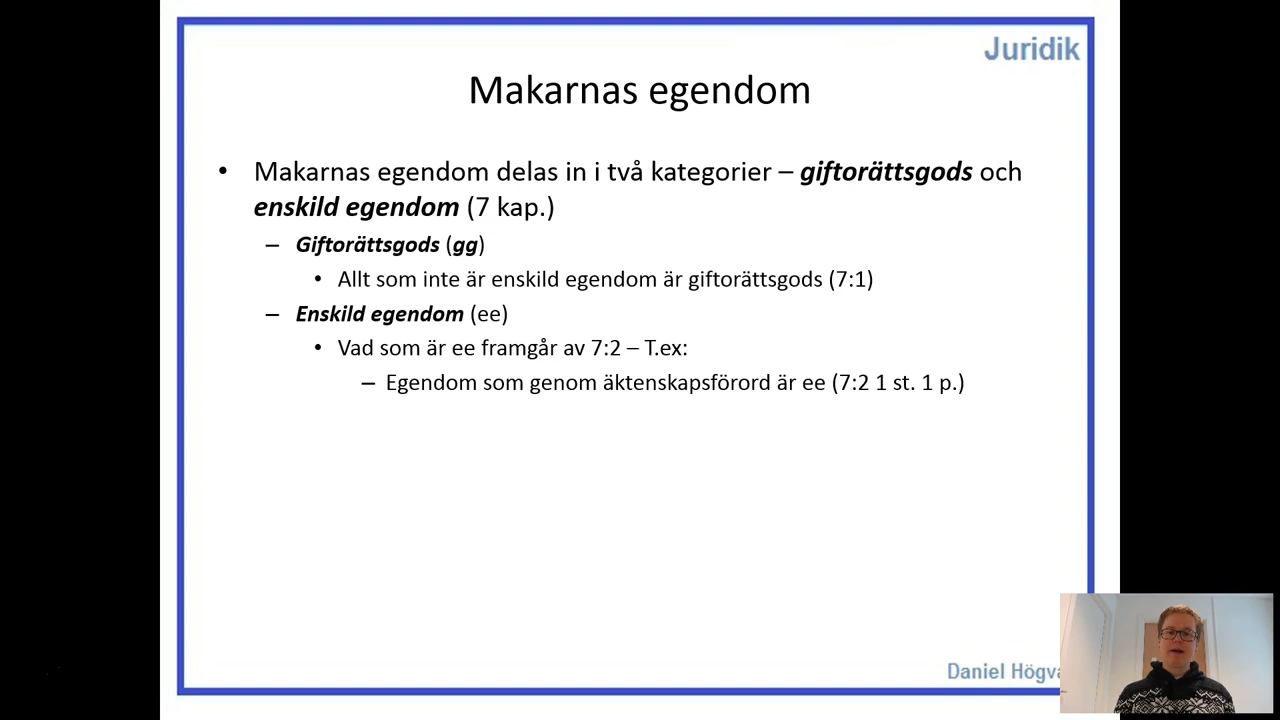 Juridik
Makarnas egendom
• Makarnas egendom delas in i två kategorier – giftorättsgods och
enskild egendom (7 kap.)
– Giftorättsgods (gg)
• Allt som inte är enskild egendom är giftorättsgods (7:1)
– Enskild egendom (ee)
• Vad som är ee framgår av 7:2 – T.ex:
– Egendom som genom äktenskapsförord är ee (7:2 1 st. 1 p.)
Daniel